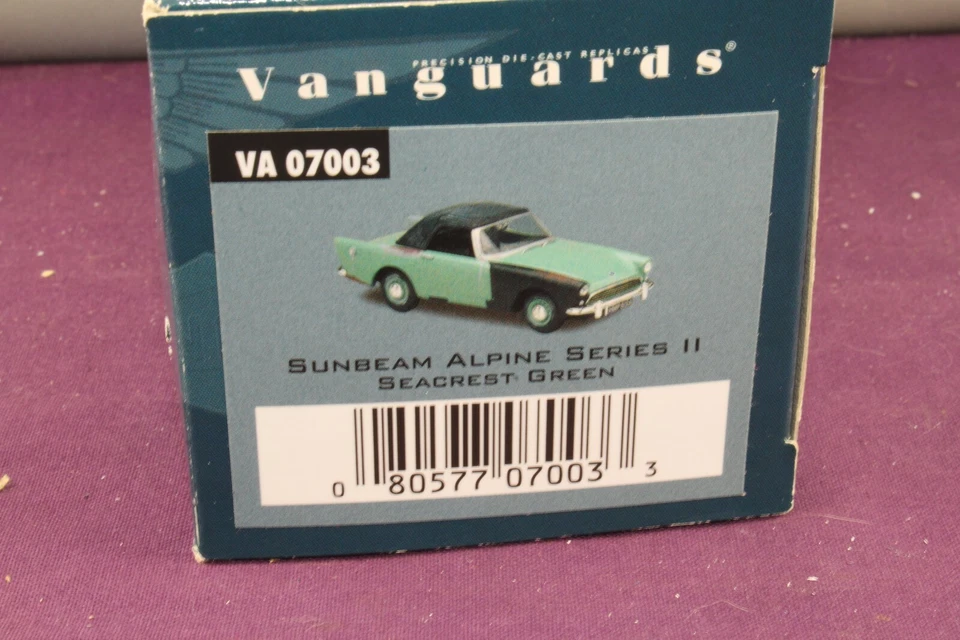 PRECISION DIE-CAST REPLICAS
Vanguards®
VA 07003
SUNBEAM ALPINE SERIES II
SEACREST GREEN
0 80577 07003 3